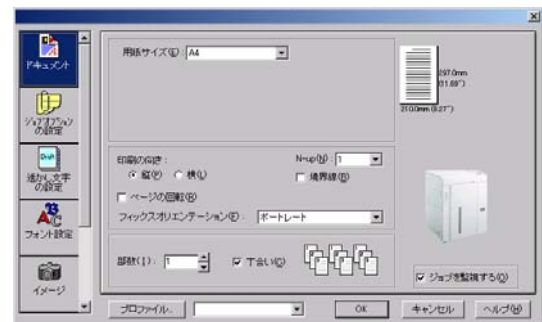 ドキュメント
ジョブオプション
の設定
Draft
透かし文字
の設定
フォント設定
イメージ
用紙サイズ(E): A4
297.0mm
(11.69")
210.0mm (8.27")
印刷の向き:
縦(P) 横(L)
N-up(N): 1
境界線(B)
ページの回転(R)
フィックスオリエンテーション(E): ポートレート
部数(I): 1
丁合い(C)
ジョブを監視する(Q)
プロファイル..
OK
キャンセル
ヘルプ(H)